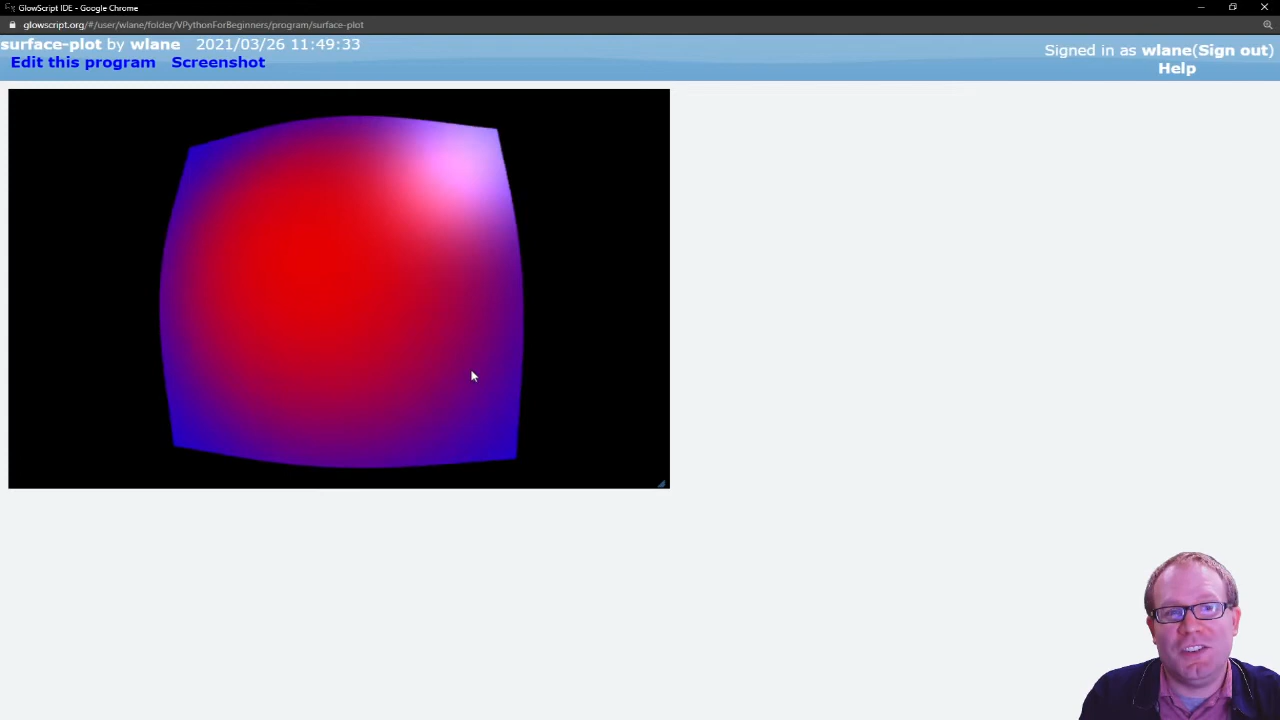 GlowScript IDE - Google Chrome
glowscript.org/#/user/wlane/folder/VPythonForBeginners/program/surface-plot
surface-plot by wlane 2021/03/26 11:49:33
Signed in as wlane(Sign out)
Edit this program Screenshot
Help